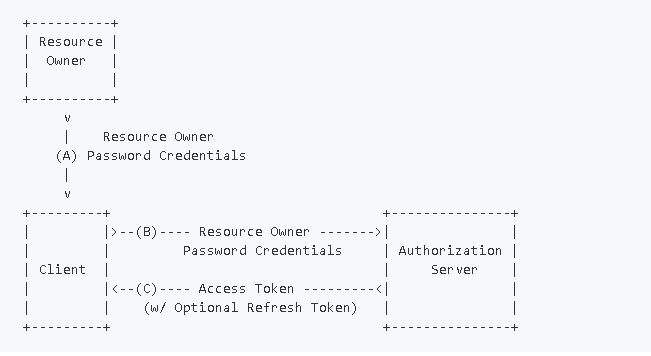 +----------+
| Resource |
|  Owner   |
|          |
+----------+
     v
     |    Resource Owner
    (A) Password Credentials
     |
     v
+---------+                                  +---------------+
|         |>--(B)---- Resource Owner ------->|               |
|         |         Password Credentials     | Authorization |
| Client  |                                  |     Server    |
|         |<--(C)---- Access Token ---------<|               |
|         |    (w/ Optional Refresh Token)   |               |
+---------+                                  +---------------+